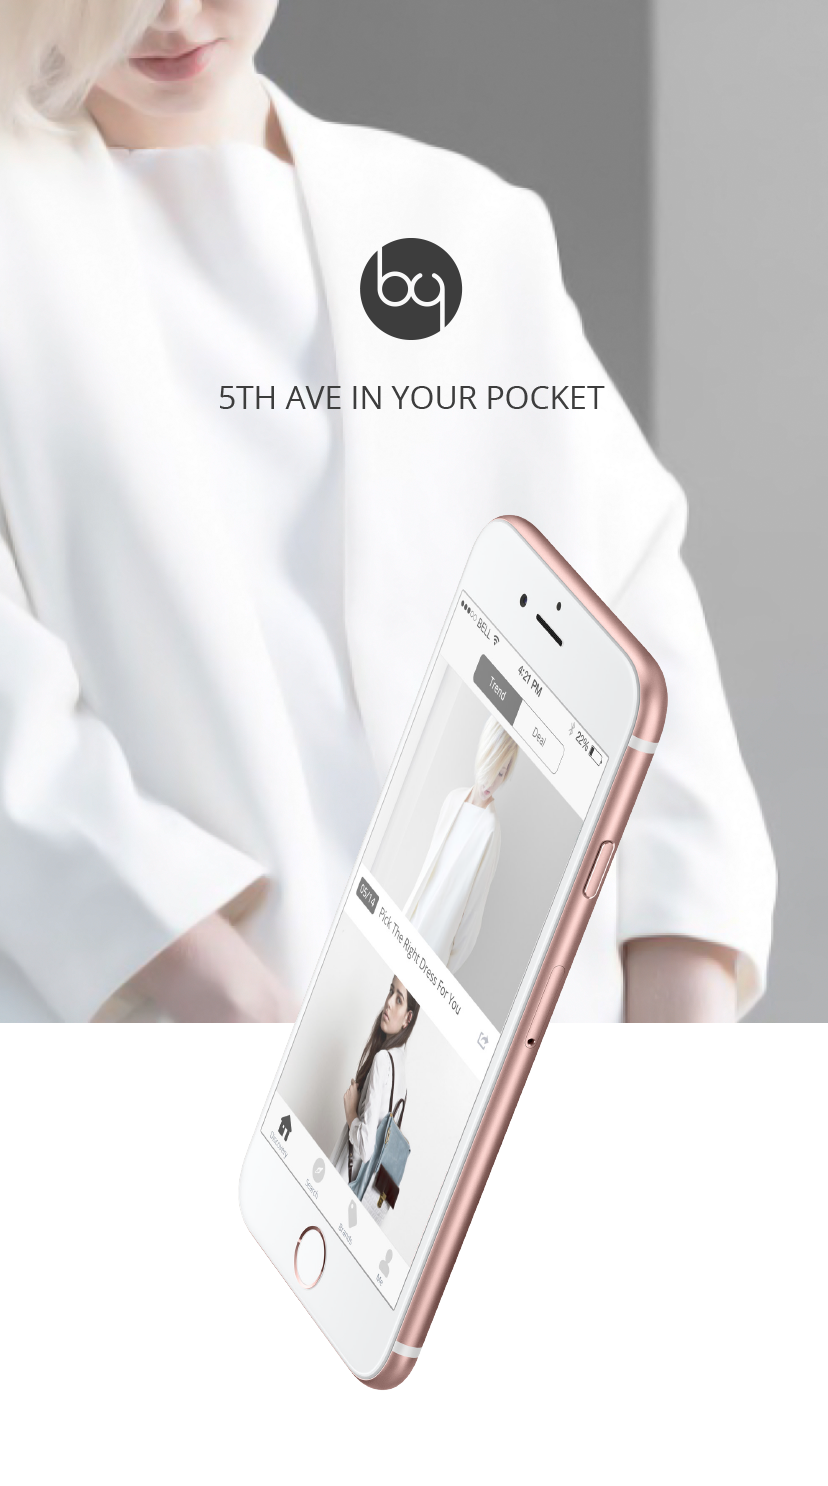 by
5TH AVE IN YOUR POCKET
BELL
4:21 PM
22%
Trend
Deal
05/14
Pick The Right Dress For You
Discovery
Search
Brands
Me